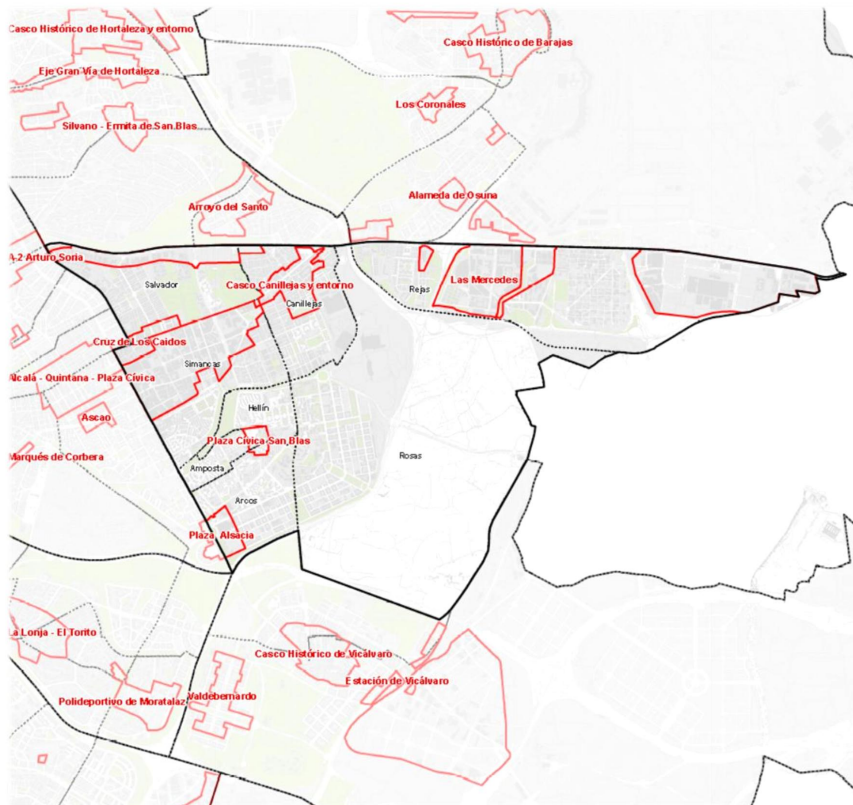 Casco Histórico de Hortaleza y entorno
Casco Histórico de Barajas
Eje Gran Vía de Hortaleza
Los Coronales
Silvano - Ermita de San Blas
Alameda de Osuna
Arroyo del Santo
A.2 Arturo Soria
Salvador
Casco Canillejas y entorno
Las Mercedes
Rejas
Canillejas
Cruz de Los Caidos
Simancas
Alcalá - Quintana - Plaza Cívica
Hellín
Ascao
Plaza Cívica San Blas
Marqués de Corbera
Rosas
Amposta
Arcos
Plaza Alsacia
La Lonja - El Torito
Casco Histórico de Vicálvaro
Estación de Vicálvaro
Polideportivo de Moratalaz
Valdebernardo